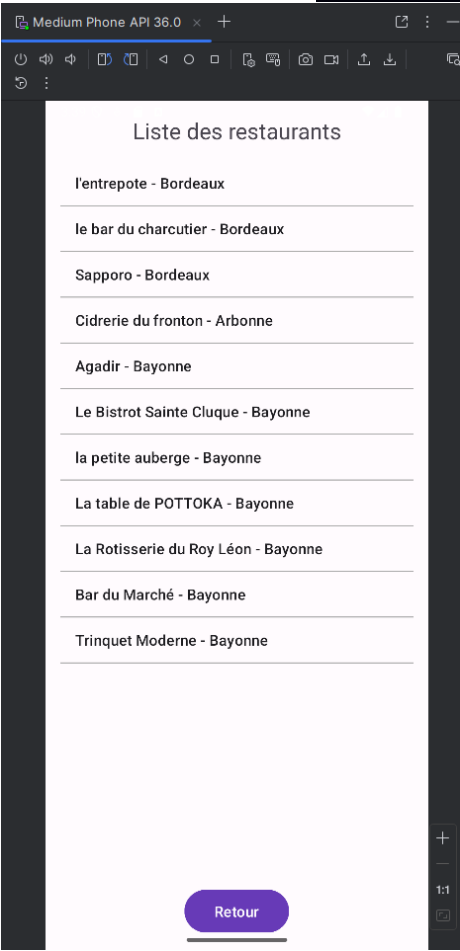 Medium Phone API 36.0
Liste des restaurants
l'entrepote - Bordeaux
le bar du charcutier - Bordeaux
Sapporo - Bordeaux
Cidrerie du fronton - Arbonne
Agadir - Bayonne
Le Bistrot Sainte Cluque - Bayonne
la petite auberge - Bayonne
La table de POTTOKA - Bayonne
La Rotisserie du Roy Léon - Bayonne
Bar du Marché - Bayonne
Trinquet Moderne - Bayonne
1:1
Retour